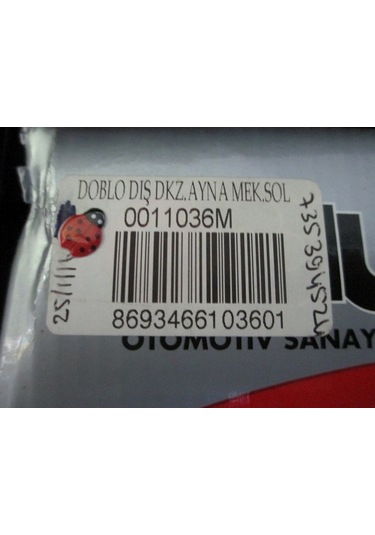 DOBLO DIŞ DKZ.AYNA MEK.SOL
0011036M
8693466103601
OTOMOTİV SANAY